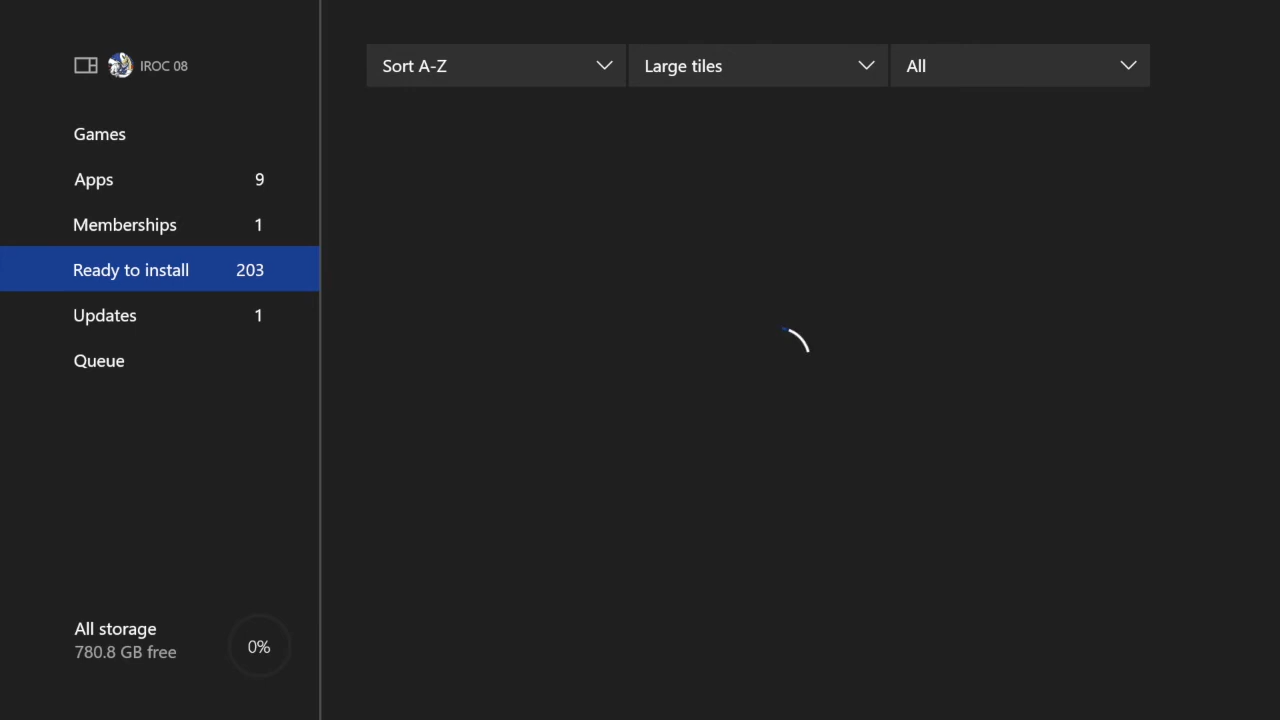 IROC 08
Sort A-Z
Large tiles
All
Games
Apps 9
Memberships 1
Ready to install 203
Updates 1
Queue
All storage
780.8 GB free
0%